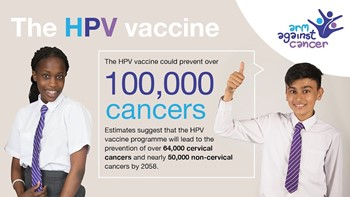 The HPV vaccine
arm
against
cancer
The HPV vaccine could prevent over
100,000
cancers
Estimates suggest that the HPV
vaccine programme will lead to the
prevention of over 64,000 cervical
cancers and nearly 50,000 non-cervical
cancers by 2058.